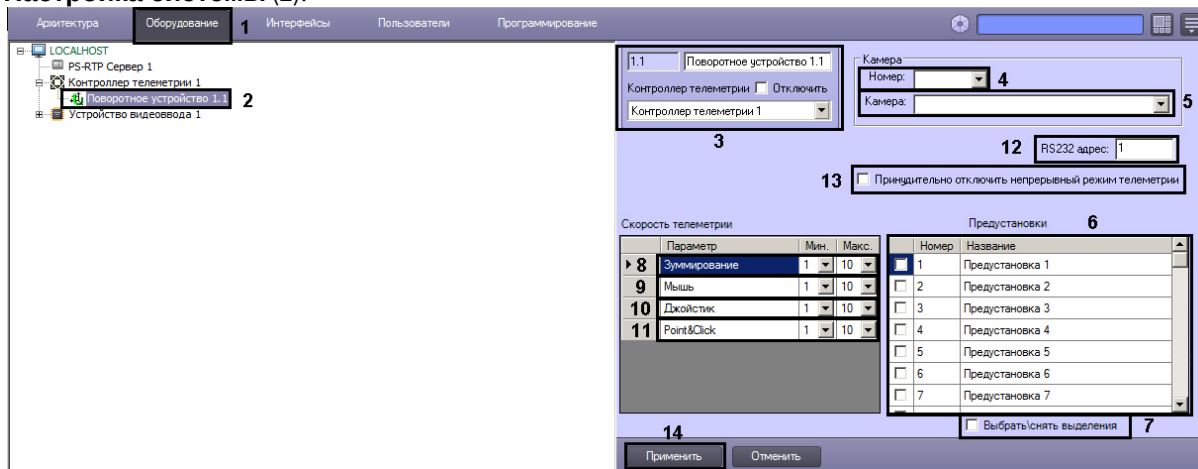 Настройка системы (2).
Архитектура Оборудование 1 Интерфейсы Пользователи Программирование
LOCALHOST
PS-RTP Сервер 1
Контроллер телеметрии 1
Поворотное устройство 1.1 2
Устройство видеоввода 1
1.1 Поворотное устройство 1.1
Контроллер телеметрии Отключить
Контроллер телеметрии 1
3
Камера
Номер: 4
Камера: 5
12 RS232 адрес: 1
13 Принудительно отключить непрерывный режим телеметрии
Скорость телеметрии
Параметр Мин. Макс.
8 Зуммирование 1 10
9 Мышь 1 10
10 Джойстик 1 10
11 Point&Click 1 10
Предустановки 6
Номер Название
1 Предустановка 1
2 Предустановка 2
3 Предустановка 3
4 Предустановка 4
5 Предустановка 5
6 Предустановка 6
7 Предустановка 7
Выбрать\снять выделения 7
14
Применить Отменить